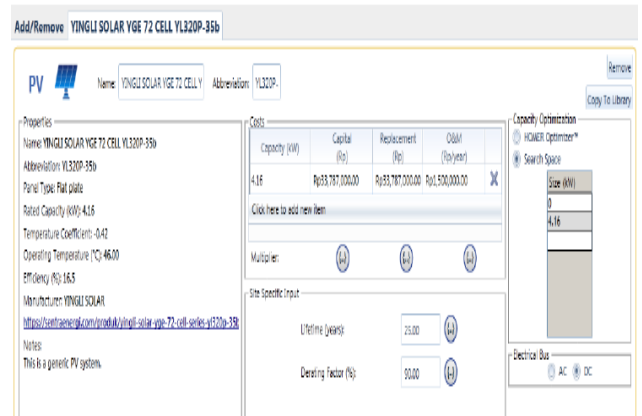 Add/Remove YINGLI SOLAR YGE 72 CELL YL320P-35b
Remove
PV Name: YINGLI SOLAR YGE 72 CELL Y Abbreviation: YL320P-
Copy To Library
Properties
Name: YINGLI SOLAR YGE 72 CELL YL320P-35b
Abbreviation: YL320P-35b
Panel Type: Flat plate
Rated Capacity (kW): 4.16
Temperature Coefficient: -0.42
Operating Temperature (°C): 46.00
Efficiency (%): 16.5
Manufacturer: YINGLI SOLAR
https://sentraenergi.com/produk/yingli-solar-yge-72-cell-series-yl320p-35b
Notes:
This is a generic PV system.
Costs
Capacity (kW) Capital (Rp) Replacement (Rp) O&M (Rp/year)
4.16 Rp33,787,000.00 Rp33,787,000.00 Rp1,500,000.00 X
Click here to add new item
Multiplier: (..) (..) (..)
Site Specific Input
Lifetime (years): 25.00 (..)
Derating Factor (%): 90.00 (..)
Capacity Optimization
HOMER Optimizer™
Search Space
Size (kW)
0
4.16
Electrical Bus
AC DC